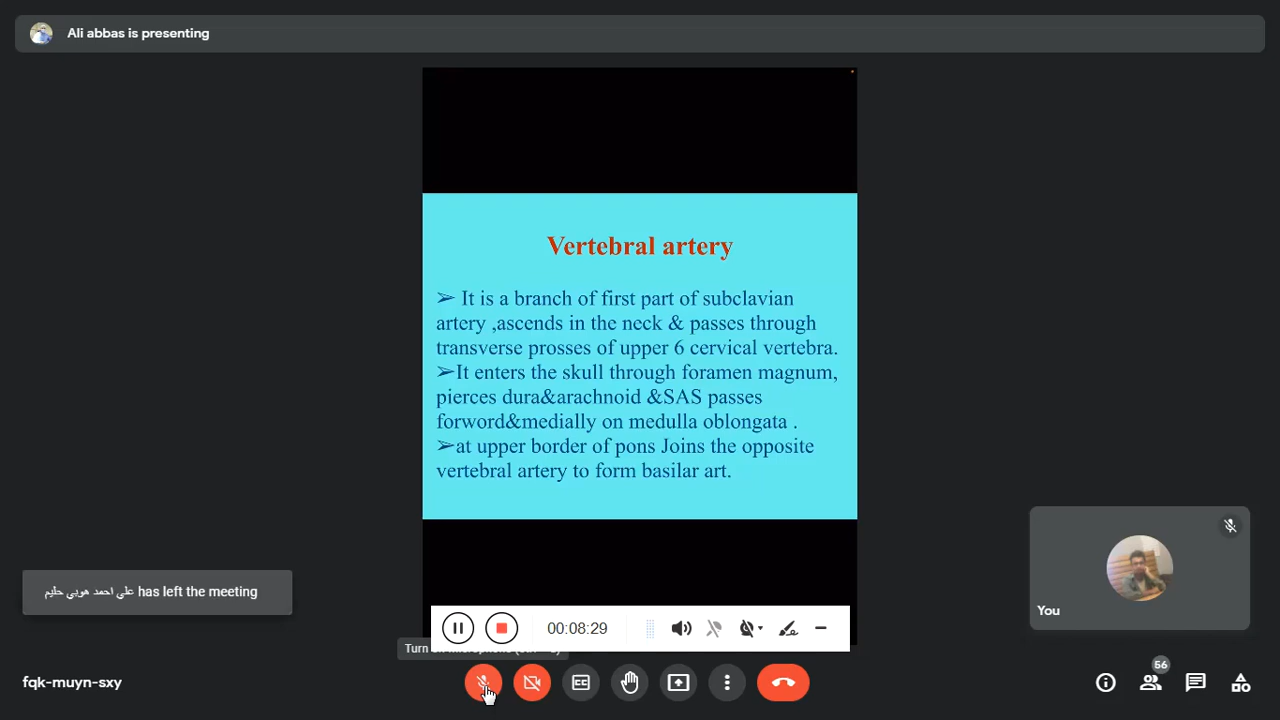 Ali abbas is presenting
Vertebral artery
➢ It is a branch of first part of subclavian
artery ,ascends in the neck & passes through
transverse prosses of upper 6 cervical vertebra.
➢It enters the skull through foramen magnum,
pierces dura&arachnoid &SAS passes
forword&medially on medulla oblongata .
➢at upper border of pons Joins the opposite
vertebral artery to form basilar art.
علي احمد هوبي حليم has left the meeting
You
00:08:29
56
fqk-muyn-sxy